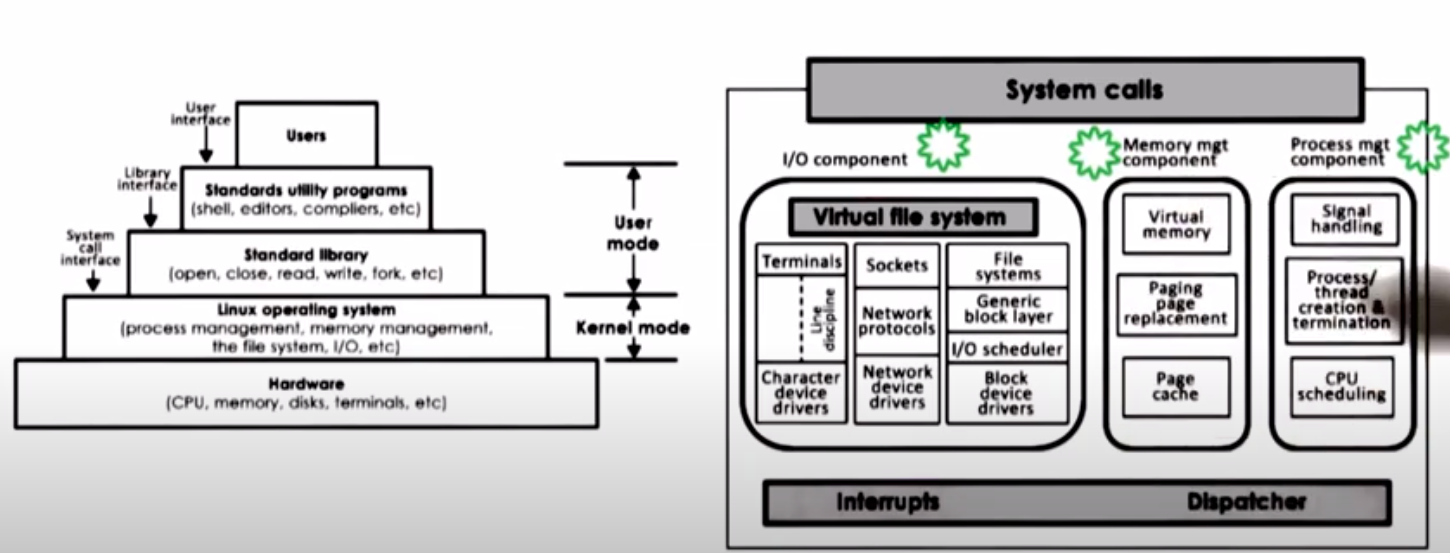 User
interface
Users
Library
interface
Standards utility programs
(shell, editors, compliers, etc)
System
call
interface
Standard library
(open, close, read, write, fork, etc)
User
mode
Linux operating system
(process management, memory management,
the file system, I/O, etc)
Kernel mode
Hardware
(CPU, memory, disks, terminals, etc)
System calls
I/O component
Memory mgt
component
Process mgt
component
Virtual file system
Terminals
Line
discipline
Character
device
drivers
Sockets
Network
protocols
Network
device
drivers
File
systems
Generic
block layer
I/O scheduler
Block
device
drivers
Virtual
memory
Paging
page
replacement
Page
cache
Signal
handling
Process/
thread
creation &
termination
CPU
scheduling
Interrupts
Dispatcher